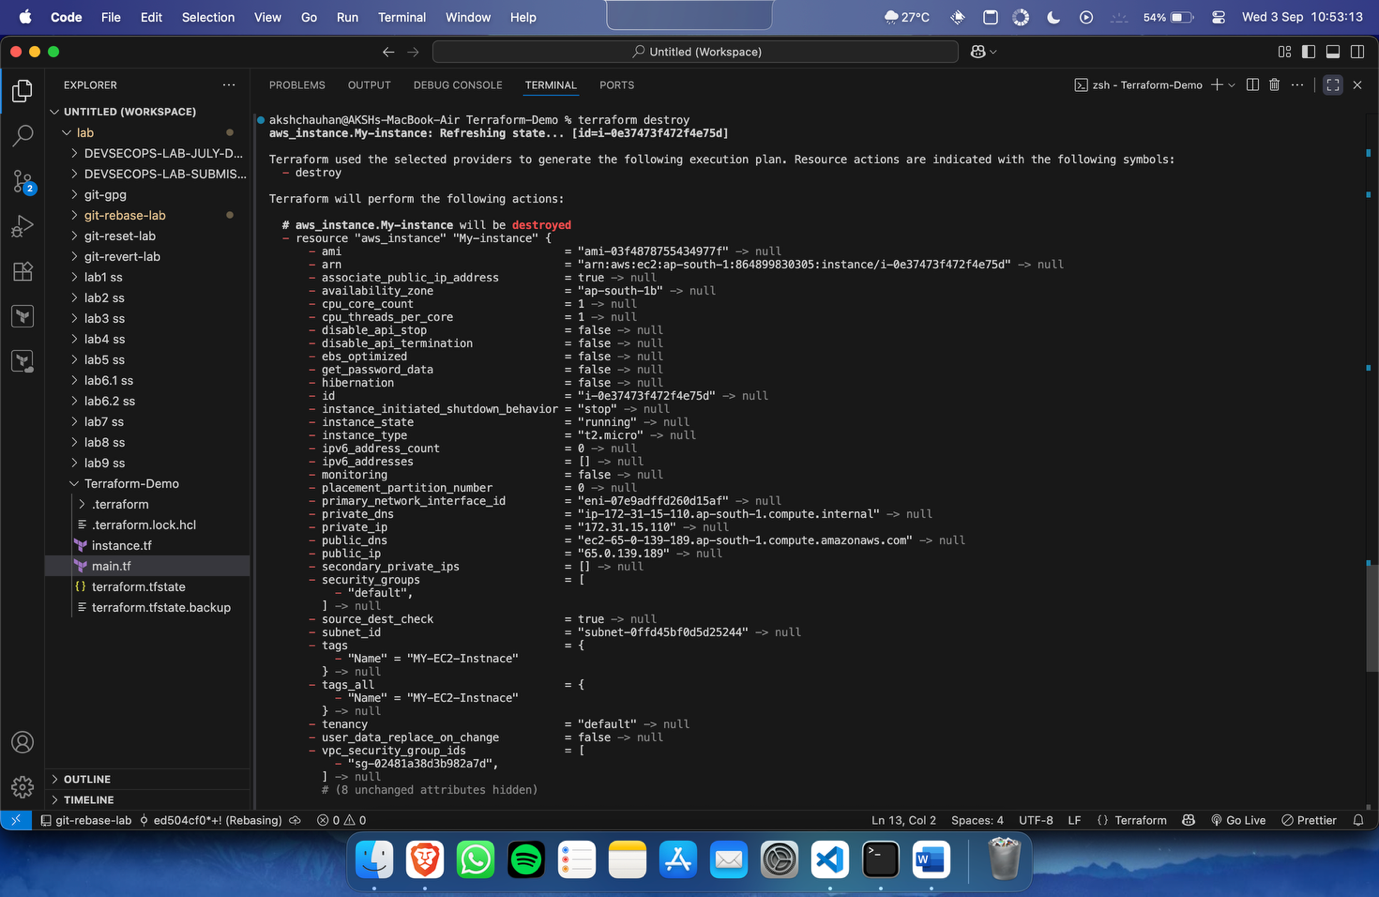 Code File Edit Selection View Go Run Terminal Window Help 27°C 54% Wed 3 Sep 10:53:13
Untitled (Workspace)
EXPLORER
PROBLEMS OUTPUT DEBUG CONSOLE TERMINAL PORTS
zsh - Terraform-Demo
UNTITLED (WORKSPACE)
lab
DEVSECOPS-LAB-JULY-D...
DEVSECOPS-LAB-SUBMIS...
git-gpg
git-rebase-lab
git-reset-lab
git-revert-lab
lab1 ss
lab2 ss
lab3 ss
lab4 ss
lab5 ss
lab6.1 ss
lab6.2 ss
lab7 ss
lab8 ss
lab9 ss
Terraform-Demo
.terraform
.terraform.lock.hcl
instance.tf
main.tf
{} terraform.tfstate
terraform.tfstate.backup
OUTLINE
TIMELINE
2
akshchauhan@AKSHs-MacBook-Air Terraform-Demo % terraform destroy
aws_instance.My-instance: Refreshing state... [id=i-0e37473f472f4e75d]
Terraform used the selected providers to generate the following execution plan. Resource actions are indicated with the following symbols:
- destroy
Terraform will perform the following actions:
# aws_instance.My-instance will be destroyed
- resource "aws_instance" "My-instance" {
- ami = "ami-03f4878755434977f" -> null
- arn = "arn:aws:ec2:ap-south-1:864899830305:instance/i-0e37473f472f4e75d" -> null
- associate_public_ip_address = true -> null
- availability_zone = "ap-south-1b" -> null
- cpu_core_count = 1 -> null
- cpu_threads_per_core = 1 -> null
- disable_api_stop = false -> null
- disable_api_termination = false -> null
- ebs_optimized = false -> null
- get_password_data = false -> null
- hibernation = false -> null
- id = "i-0e37473f472f4e75d" -> null
- instance_initiated_shutdown_behavior = "stop" -> null
- instance_state = "running" -> null
- instance_type = "t2.micro" -> null
- ipv6_address_count = 0 -> null
- ipv6_addresses = [] -> null
- monitoring = false -> null
- placement_partition_number = 0 -> null
- primary_network_interface_id = "eni-07e9adffd260d15af" -> null
- private_dns = "ip-172-31-15-110.ap-south-1.compute.internal" -> null
- private_ip = "172.31.15.110" -> null
- public_dns = "ec2-65-0-139-189.ap-south-1.compute.amazonaws.com" -> null
- public_ip = "65.0.139.189" -> null
- secondary_private_ips = [] -> null
- security_groups = [
- "default",
] -> null
- source_dest_check = true -> null
- subnet_id = "subnet-0ffd45bf0d5d25244" -> null
- tags = {
- "Name" = "MY-EC2-Instnace"
} -> null
- tags_all = {
- "Name" = "MY-EC2-Instnace"
} -> null
- tenancy = "default" -> null
- user_data_replace_on_change = false -> null
- vpc_security_group_ids = [
- "sg-02481a38d3b982a7d",
] -> null
# (8 unchanged attributes hidden)
git-rebase-lab ed504cf0*+! (Rebasing) 0 0 Ln 13, Col 2 Spaces: 4 UTF-8 LF {} Terraform Go Live Prettier